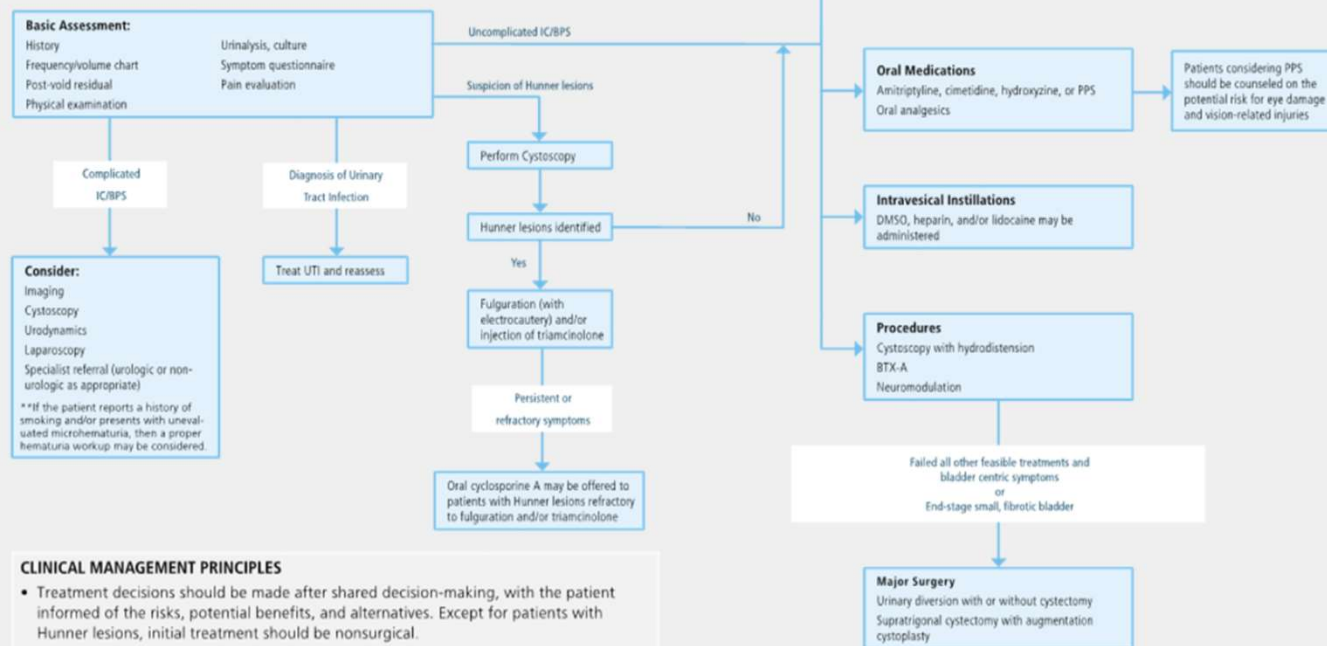 Basic Assessment:
History
Frequency/volume chart
Post-void residual
Physical examination
Urinalysis, culture
Symptom questionnaire
Pain evaluation
Uncomplicated IC/BPS
Suspicion of Hunner lesions
Complicated
IC/BPS
Diagnosis of Urinary
Tract Infection
Perform Cystoscopy
Hunner lesions identified
No
Yes
Consider:
Imaging
Cystoscopy
Urodynamics
Laparoscopy
Specialist referral (urologic or non-
urologic as appropriate)
**If the patient reports a history of
smoking and/or presents with uneval-
uated microhematuria, then a proper
hematuria workup may be considered.
Treat UTI and reassess
Fulguration (with
electrocautery) and/or
injection of triamcinolone
Persistent or
refractory symptoms
Oral cyclosporine A may be offered to
patients with Hunner lesions refractory
to fulguration and/or triamcinolone
Oral Medications
Amitriptyline, cimetidine, hydroxyzine, or PPS
Oral analgesics
Patients considering PPS
should be counseled on the
potential risk for eye damage
and vision-related injuries
Intravesical Instillations
DMSO, heparin, and/or lidocaine may be
administered
Procedures
Cystoscopy with hydrodistension
BTX-A
Neuromodulation
Failed all other feasible treatments and
bladder centric symptoms
or
End-stage small, fibrotic bladder
Major Surgery
Urinary diversion with or without cystectomy
Supratrigonal cystectomy with augmentation
cystoplasty
CLINICAL MANAGEMENT PRINCIPLES
• Treatment decisions should be made after shared decision-making, with the patient
informed of the risks, potential benefits, and alternatives. Except for patients with
Hunner lesions, initial treatment should be nonsurgical.